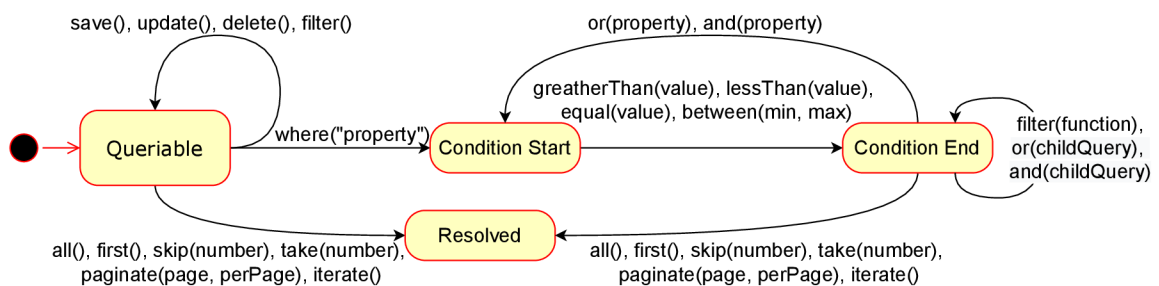 save(), update(), delete(), filter()
or(property), and(property)
greatherThan(value), lessThan(value),
equal(value), between(min, max)
where("property")
Queriable
Condition Start
Condition End
filter(function),
or(childQuery),
and(childQuery)
Resolved
all(), first(), skip(number), take(number),
paginate(page, perPage), iterate()
all(), first(), skip(number), take(number),
paginate(page, perPage), iterate()